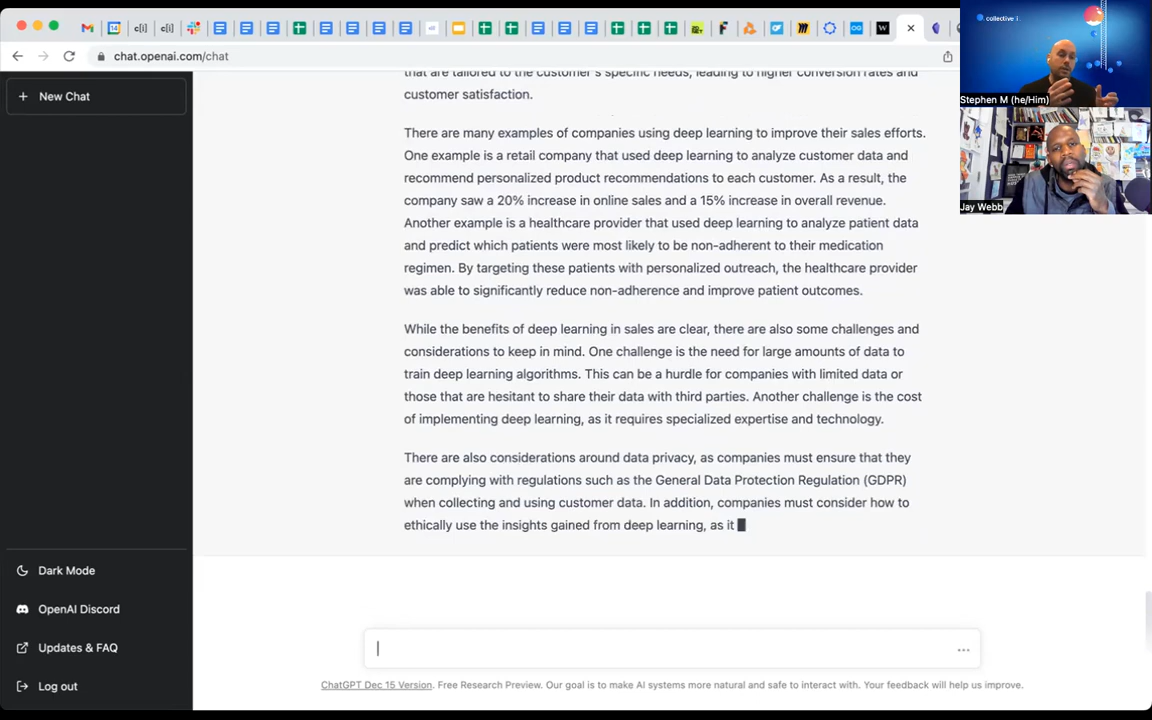 collective i
chat.openai.com/chat
Stephen M (he/Him)
Jay Webb
+ New Chat
that are tailored to the customer's specific needs, leading to higher conversion rates and
customer satisfaction.
There are many examples of companies using deep learning to improve their sales efforts.
One example is a retail company that used deep learning to analyze customer data and
recommend personalized product recommendations to each customer. As a result, the
company saw a 20% increase in online sales and a 15% increase in overall revenue.
Another example is a healthcare provider that used deep learning to analyze patient data
and predict which patients were most likely to be non-adherent to their medication
regimen. By targeting these patients with personalized outreach, the healthcare provider
was able to significantly reduce non-adherence and improve patient outcomes.
While the benefits of deep learning in sales are clear, there are also some challenges and
considerations to keep in mind. One challenge is the need for large amounts of data to
train deep learning algorithms. This can be a hurdle for companies with limited data or
those that are hesitant to share their data with third parties. Another challenge is the cost
of implementing deep learning, as it requires specialized expertise and technology.
There are also considerations around data privacy, as companies must ensure that they
are complying with regulations such as the General Data Protection Regulation (GDPR)
when collecting and using customer data. In addition, companies must consider how to
ethically use the insights gained from deep learning, as it
Dark Mode
OpenAI Discord
Updates & FAQ
Log out
ChatGPT Dec 15 Version. Free Research Preview. Our goal is to make AI systems more natural and safe to interact with. Your feedback will help us improve.